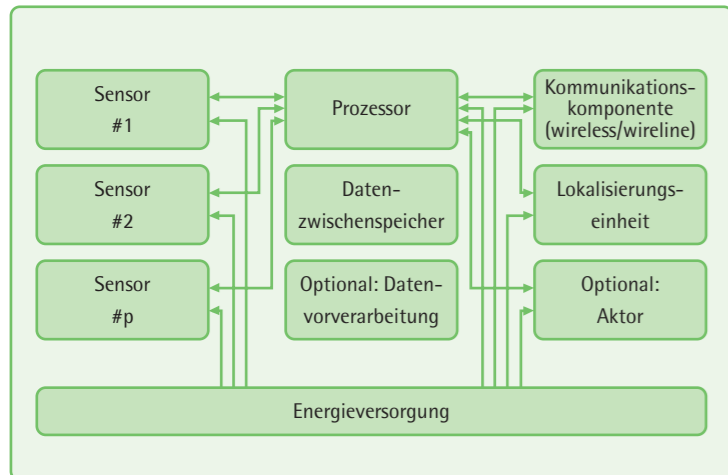 Sensor
#1
Prozessor
Kommunikations-
komponente
(wireless/wireline)
Sensor
#2
Daten-
zwischenspeicher
Lokalisierungs-
einheit
Sensor
#p
Optional: Daten-
vorverarbeitung
Optional:
Aktor
Energieversorgung